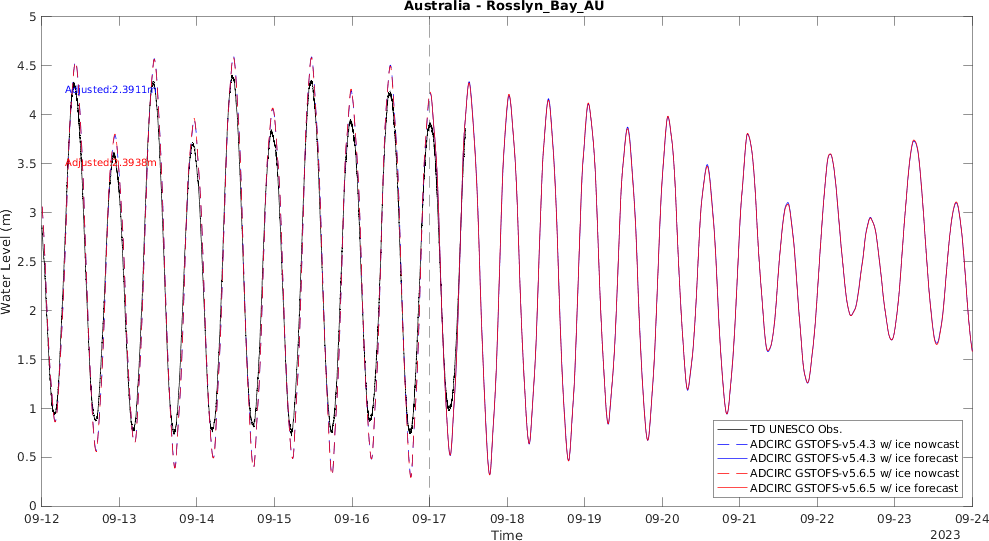 Australia - Rosslyn_Bay_AU
Water Level (m)
5
4.5
4
3.5
3
2.5
2
1.5
1
0.5
0
Adjusted:2.3911m
Adjusted:2.3938m
TD UNESCO Obs.
ADCIRC GSTOFS-v5.4.3 w/ ice nowcast
ADCIRC GSTOFS-v5.4.3 w/ ice forecast
ADCIRC GSTOFS-v5.6.5 w/ ice nowcast
ADCIRC GSTOFS-v5.6.5 w/ ice forecast
09-12 09-13 09-14 09-15 09-16 09-17 09-18 09-19 09-20 09-21 09-22 09-23 09-24
Time
2023